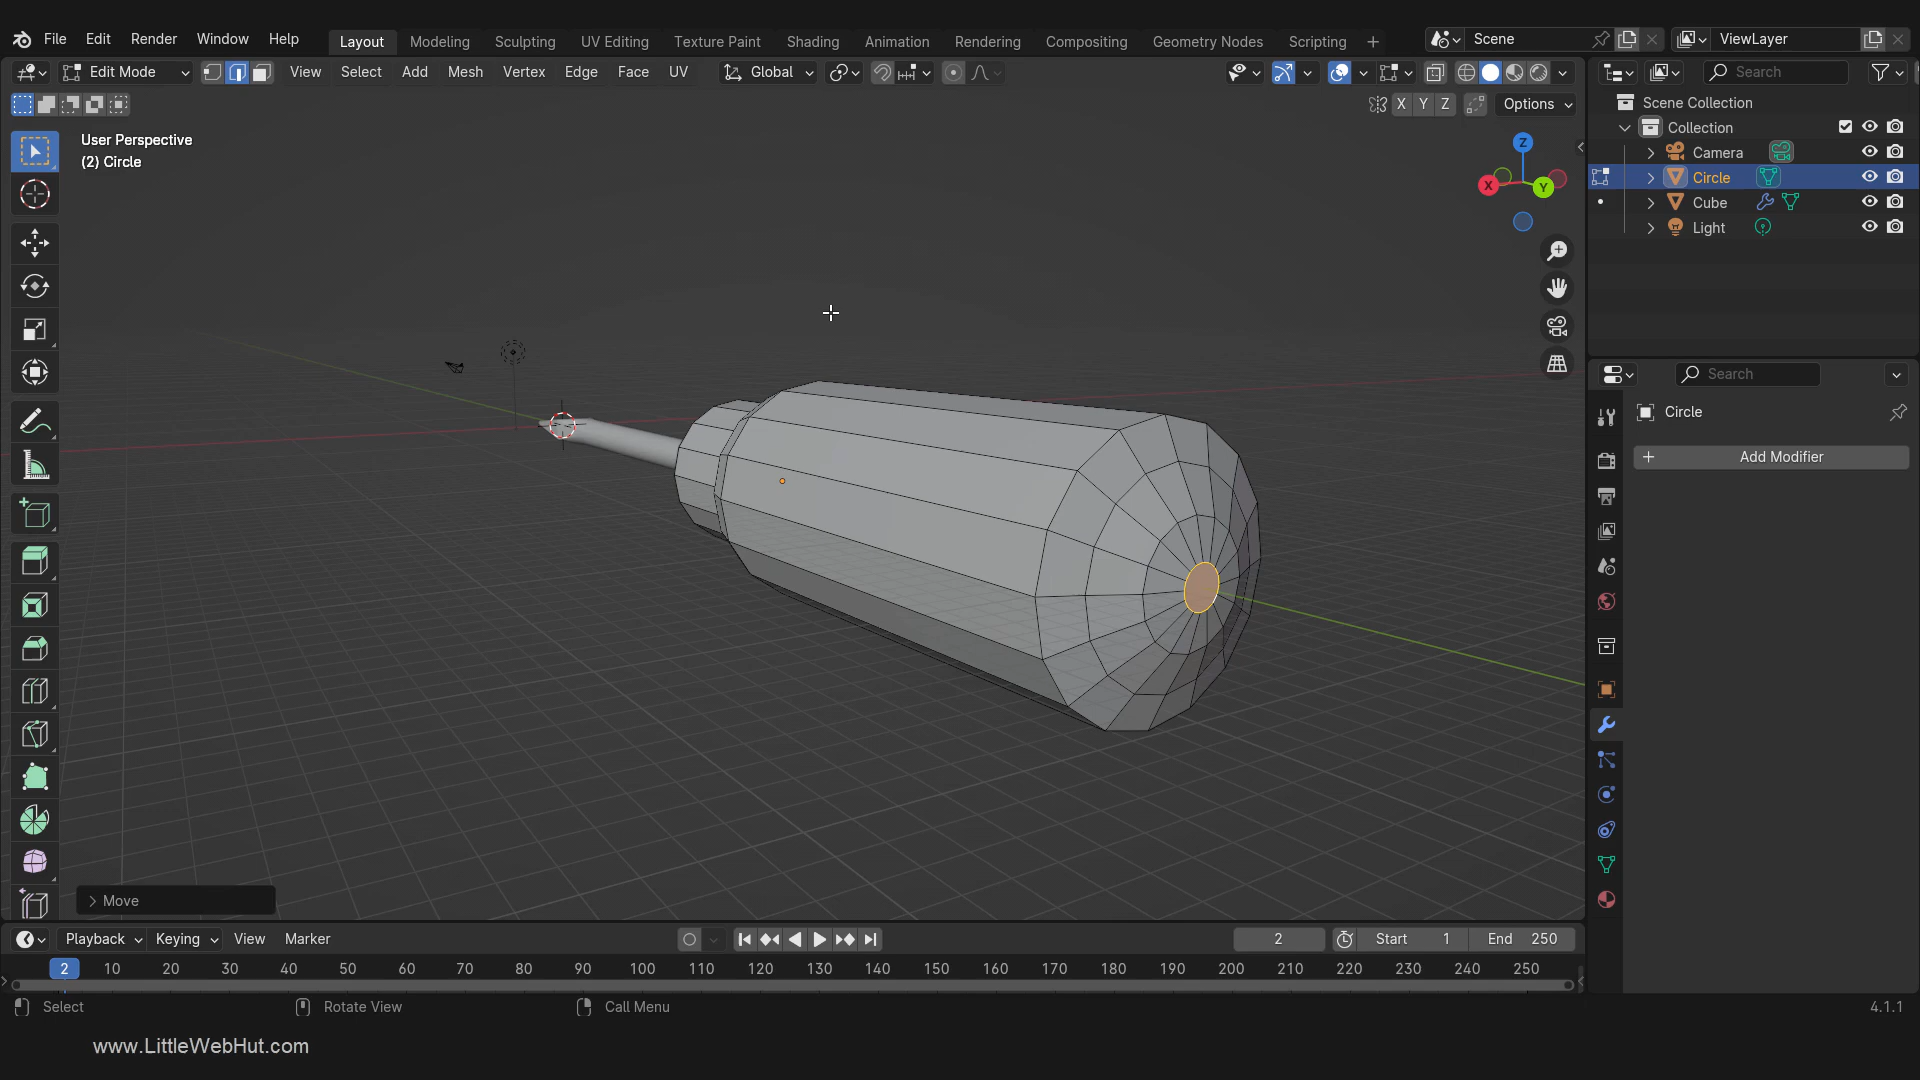 File Edit Render Window Help Layout Modeling Sculpting UV Editing Texture Paint Shading Animation Rendering Compositing Geometry Nodes Scripting + Scene ViewLayer
Edit Mode View Select Add Mesh Vertex Edge Face UV Global Search
X Y Z Options
User Perspective
(2) Circle
Z
X Y
Scene Collection
Collection
Camera
Circle
Cube
Light
Search
Circle
+ Add Modifier
> Move
Playback Keying View Marker 2 Start 1 End 250
2 10 20 30 40 50 60 70 80 90 100 110 120 130 140 150 160 170 180 190 200 210 220 230 240 250
Select Rotate View Call Menu 4.1.1
www.LittleWebHut.com